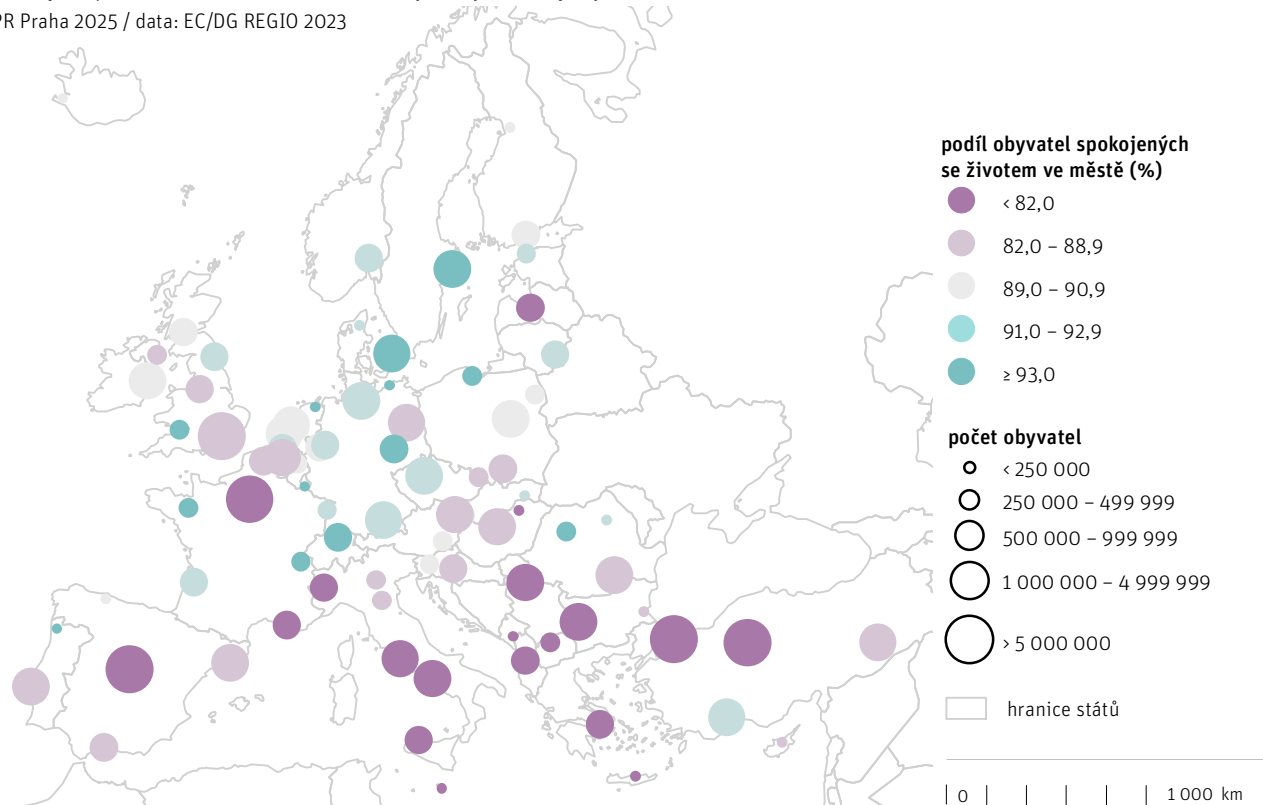 PR Praha 2025 / data: EC/DG REGIO 2023
podíl obyvatel spokojených
se životem ve městě (%)
< 82,0
82,0 – 88,9
89,0 – 90,9
91,0 – 92,9
≥ 93,0
počet obyvatel
< 250 000
250 000 – 499 999
500 000 – 999 999
1 000 000 – 4 999 999
> 5 000 000
hranice států
0 1 000 km